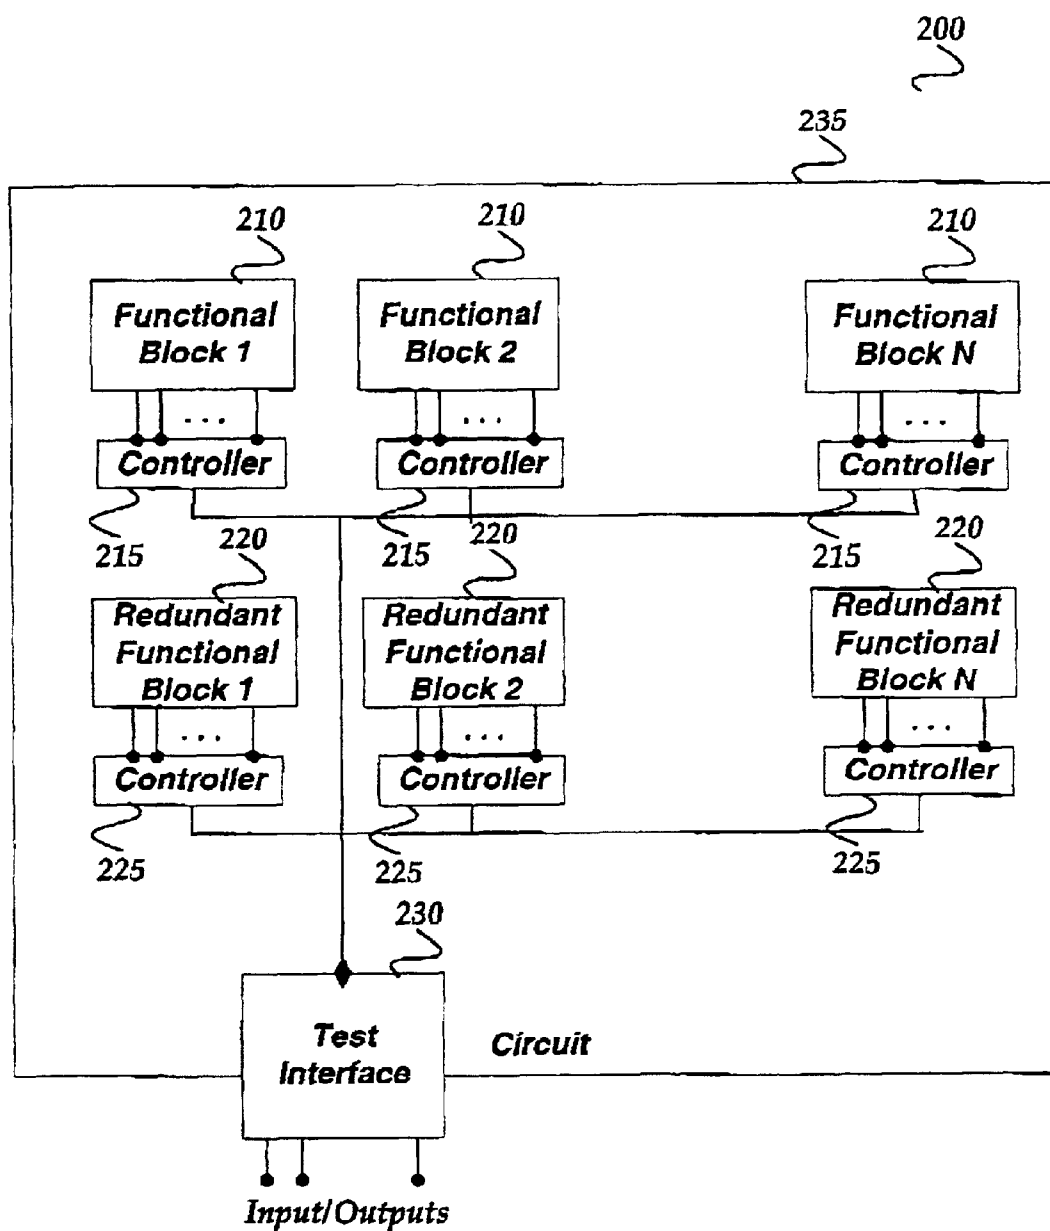 200
235
210 210 210
Functional Functional Functional
Block 1 Block 2 Block N
... ... ...
Controller Controller Controller
215 215 215
220 220 220
Redundant Redundant Redundant
Functional Functional Functional
Block 1 Block 2 Block N
... ... ...
Controller Controller Controller
225 225 225
230
Test
Interface
Circuit
Input/Outputs